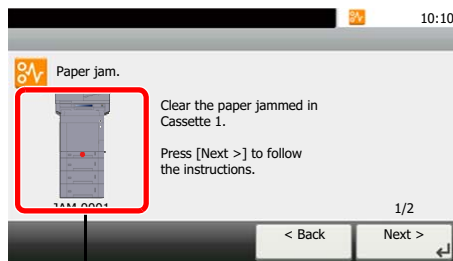 10:10
Paper jam.
Clear the paper jammed in
Cassette 1.
Press [Next >] to follow
the instructions.
JAM 0001
1/2
< Back
Next >